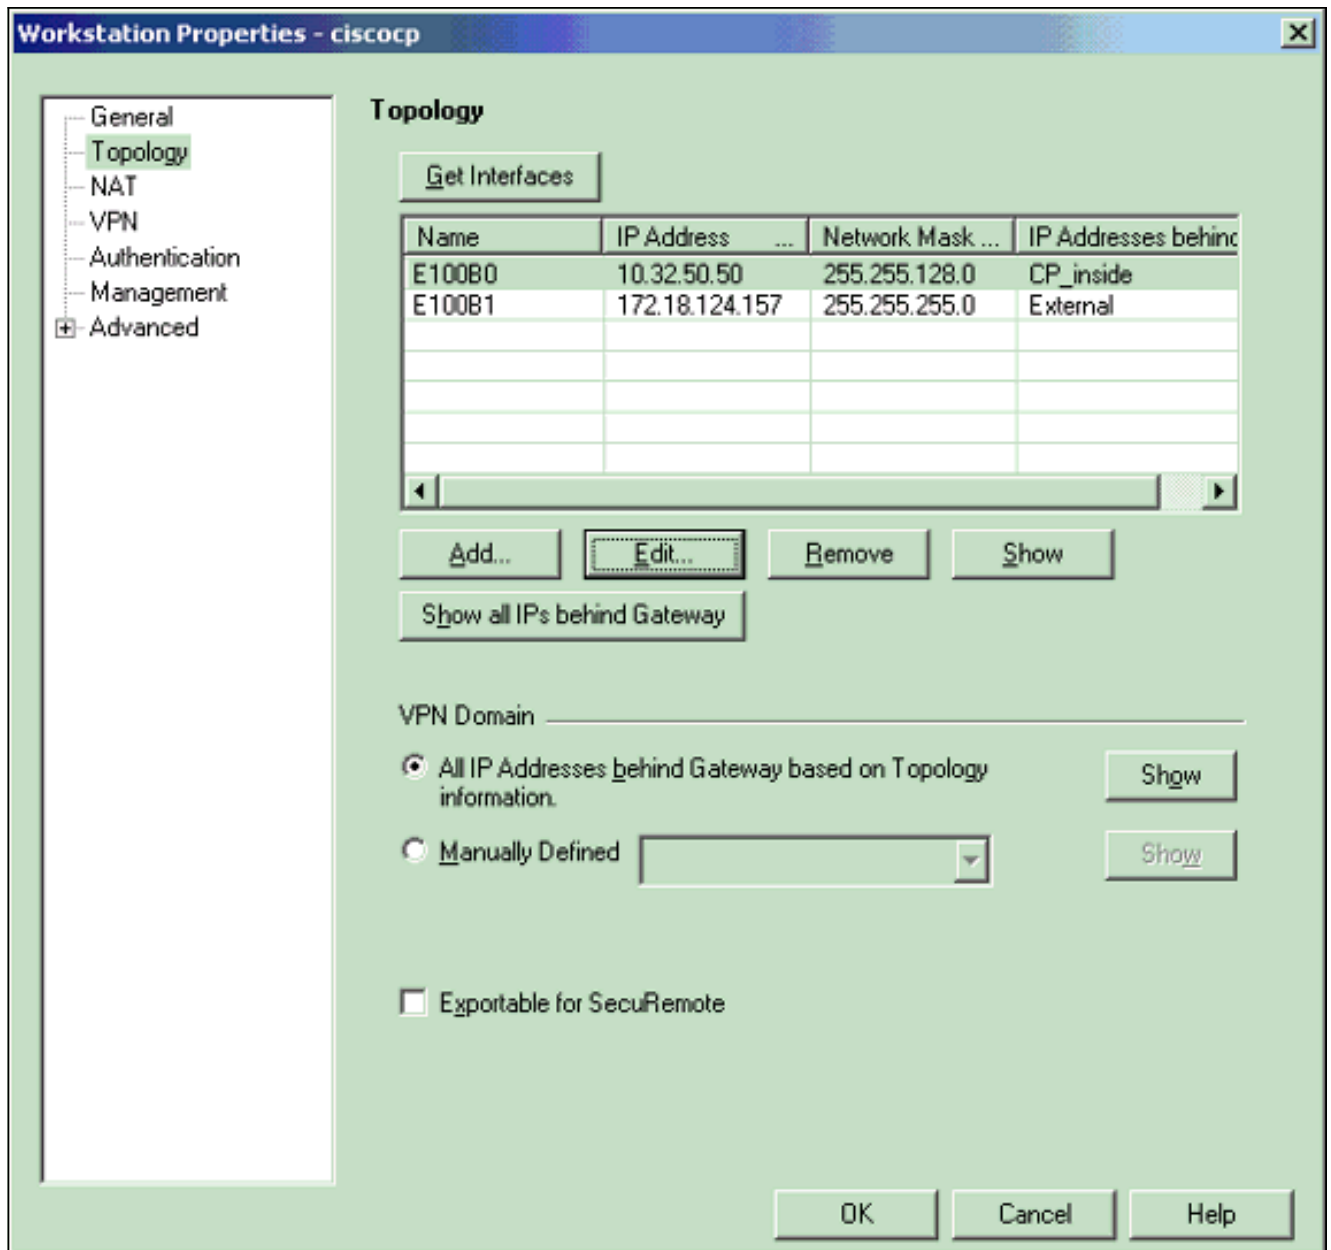 Workstation Properties - ciscocp
General
Topology
NAT
VPN
Authentication
Management
Advanced
Topology
Get Interfaces
Name IP Address ... Network Mask ... IP Addresses behind
E100B0 10.32.50.50 255.255.128.0 CP_inside
E100B1 172.18.124.157 255.255.255.0 External
Add... Edit... Remove Show
Show all IPs behind Gateway
VPN Domain
All IP Addresses behind Gateway based on Topology
information.
Show
Manually Defined
Show
Exportable for SecuRemote
OK Cancel Help